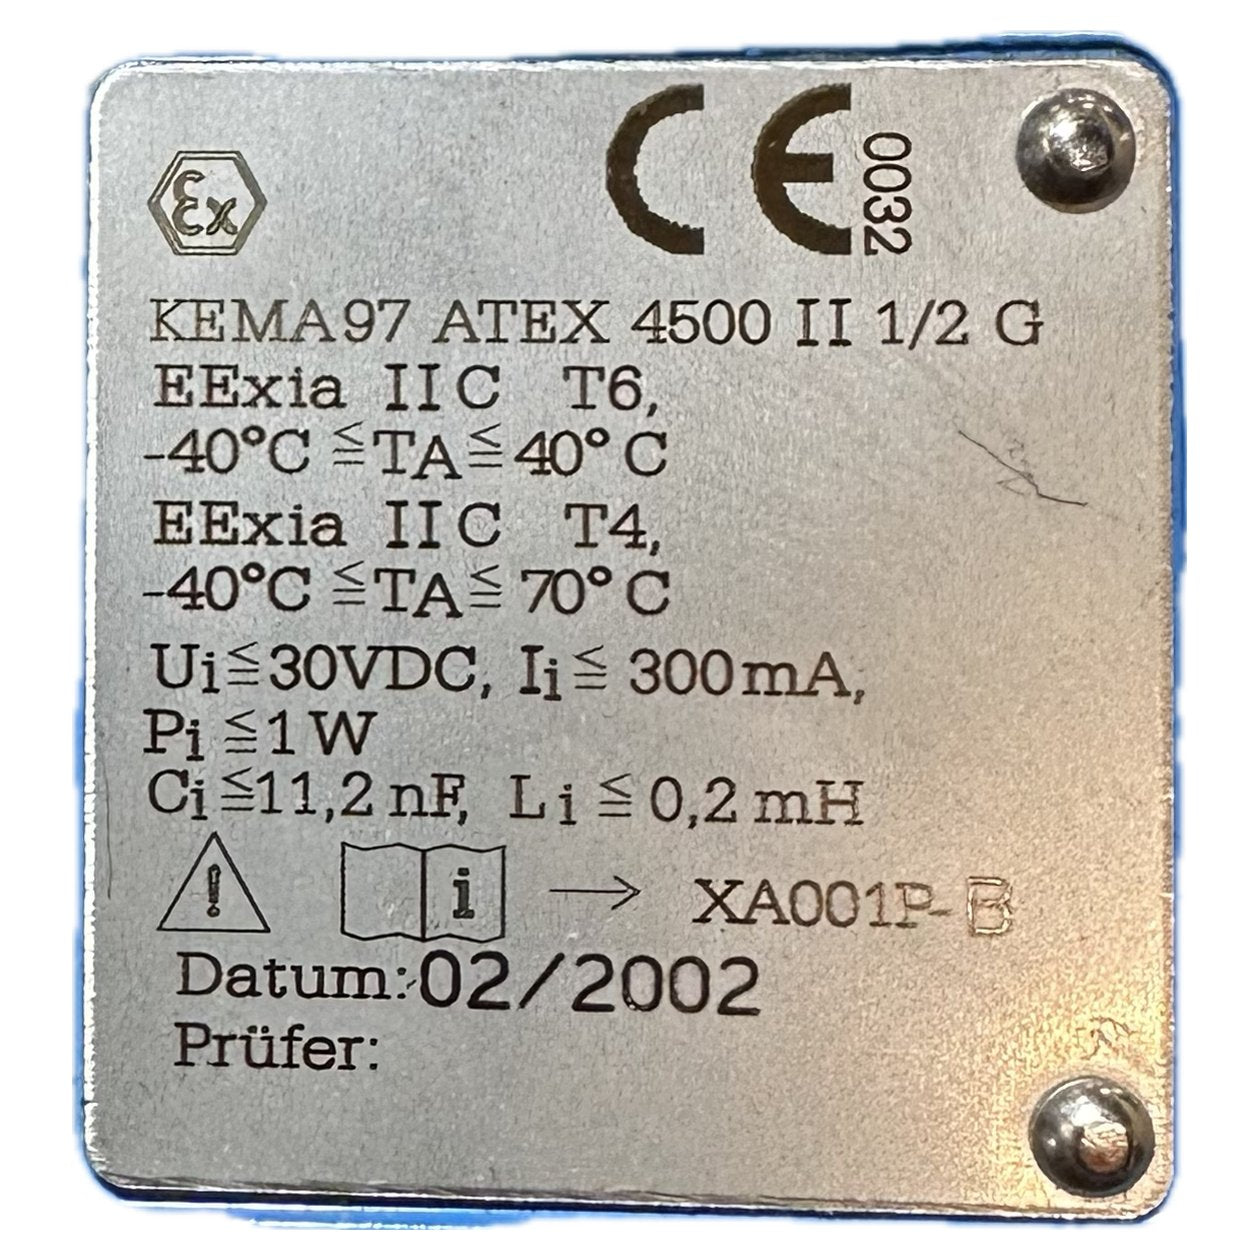 Ex CE 0032
KEMA97 ATEX 4500 II 1/2 G
EExia IIC T6,
-40°C ≦ TA ≦ 40°C
EExia IIC T4,
-40°C ≦ TA ≦ 70°C
Ui ≦ 30VDC, Ii ≦ 300mA,
Pi ≦ 1 W
Ci ≦ 11,2 nF, Li ≦ 0,2 mH
! i → XA001P-B
Datum: 02/2002
Prüfer: